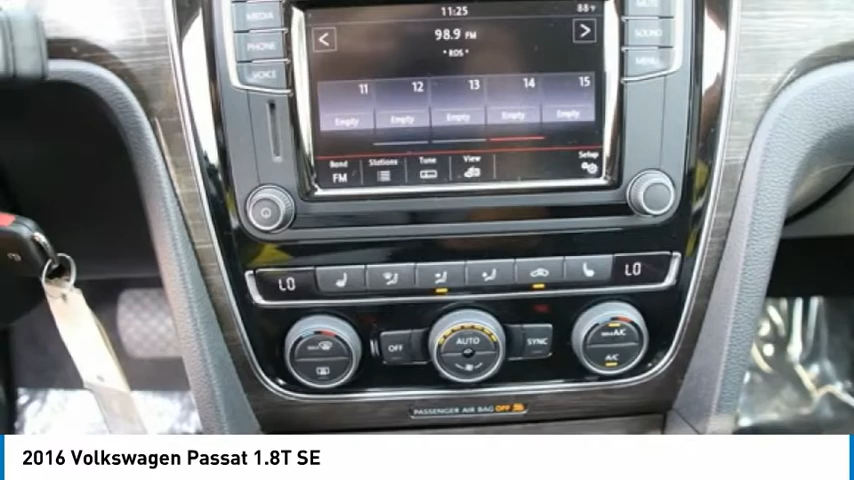 MEDIA
PHONE
VOICE
11:25
88°F
98.9 FM
• RDS •
11 12 13 14 15
Empty Empty Empty Empty Empty
Band Stations Tune View Setup
FM
MUTE
SOUND
MENU
LO LO
OFF AUTO SYNC
A/C
A/C
PASSENGER AIR BAG OFF
2016 Volkswagen Passat 1.8T SE